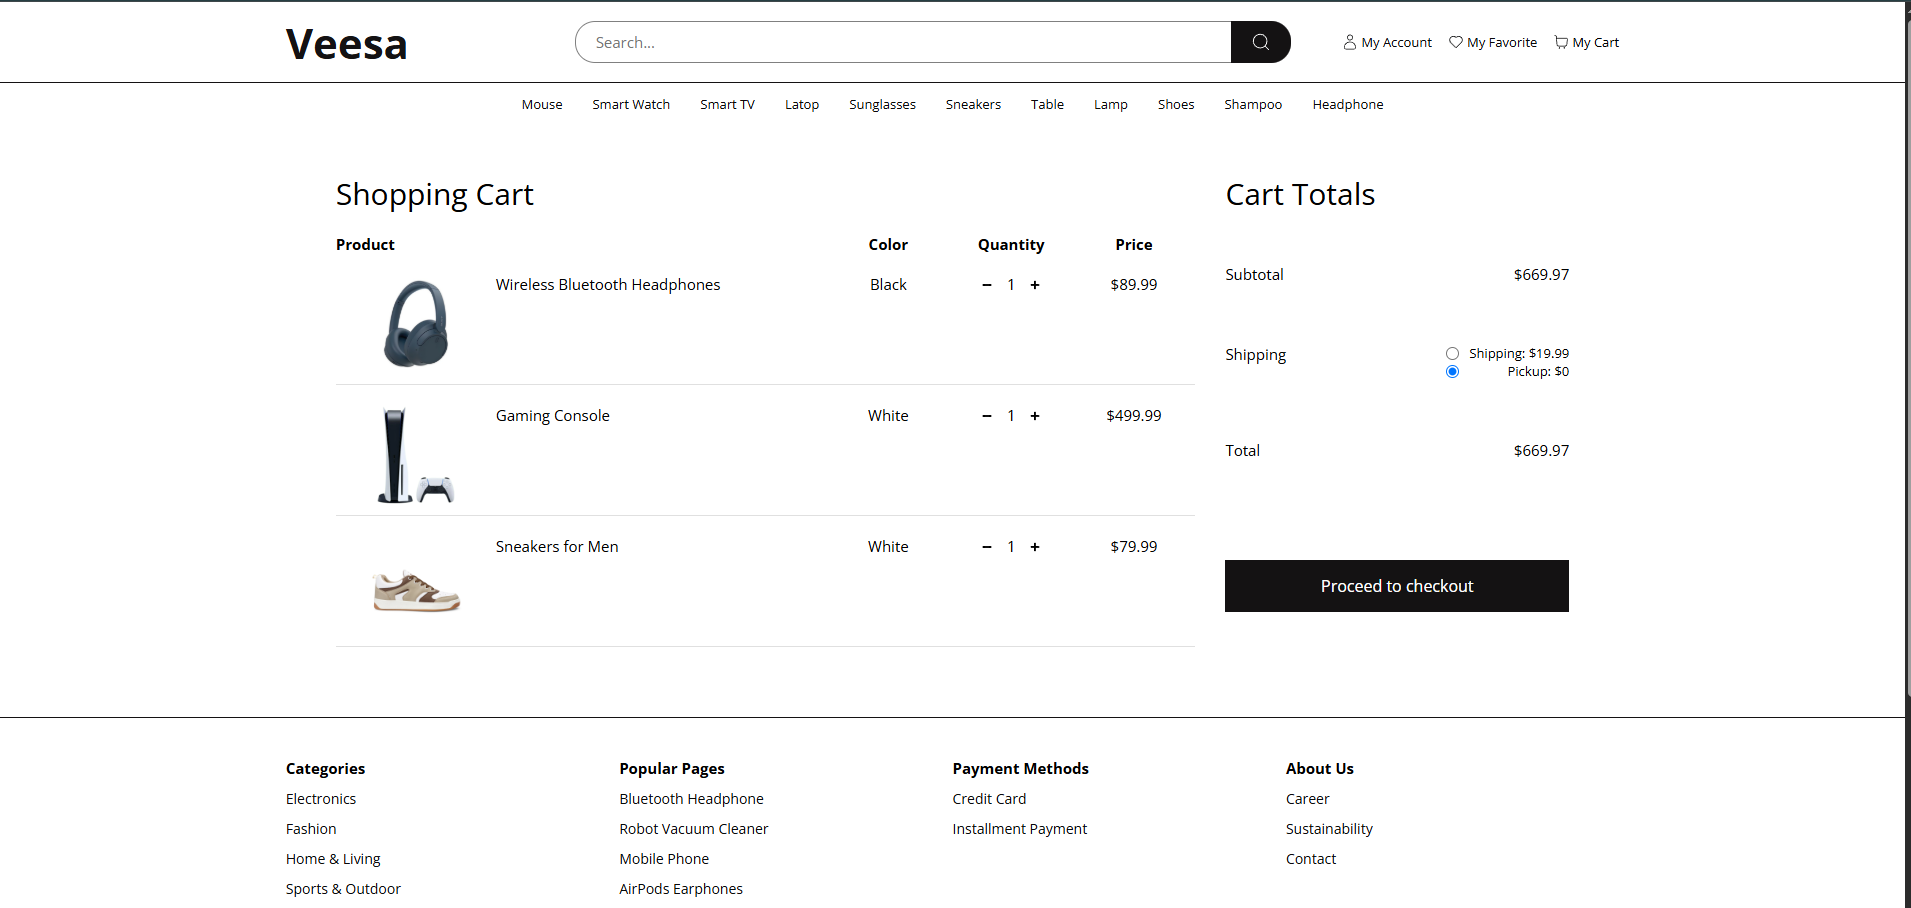 Veesa
Search...
My Account My Favorite My Cart
Mouse Smart Watch Smart TV Latop Sunglasses Sneakers Table Lamp Shoes Shampoo Headphone
Shopping Cart
Product Color Quantity Price
Wireless Bluetooth Headphones Black − 1 + $89.99
Gaming Console White − 1 + $499.99
Sneakers for Men White − 1 + $79.99
Cart Totals
Subtotal $669.97
Shipping Shipping: $19.99
Pickup: $0
Total $669.97
Proceed to checkout
Categories
Electronics
Fashion
Home & Living
Sports & Outdoor
Popular Pages
Bluetooth Headphone
Robot Vacuum Cleaner
Mobile Phone
AirPods Earphones
Payment Methods
Credit Card
Installment Payment
About Us
Career
Sustainability
Contact